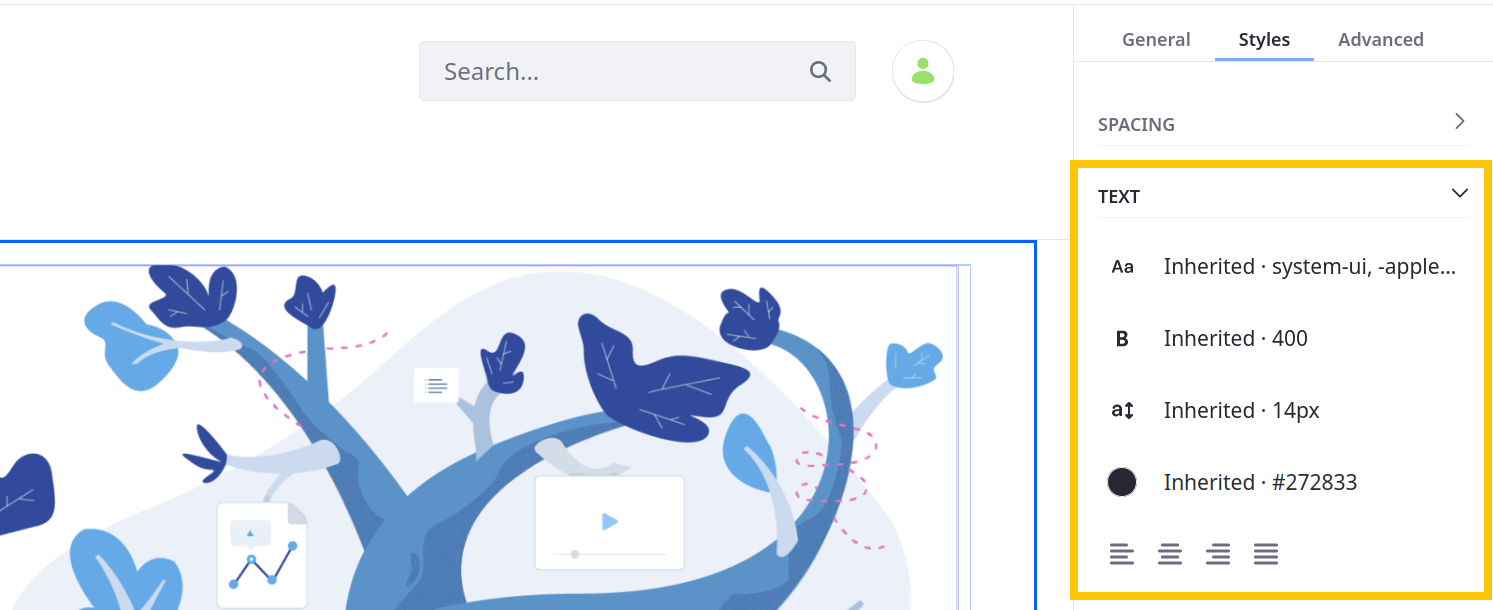 Search...
General Styles Advanced
SPACING
TEXT
Aa Inherited · system-ui, -apple...
B Inherited · 400
a Inherited · 14px
Inherited · #272833